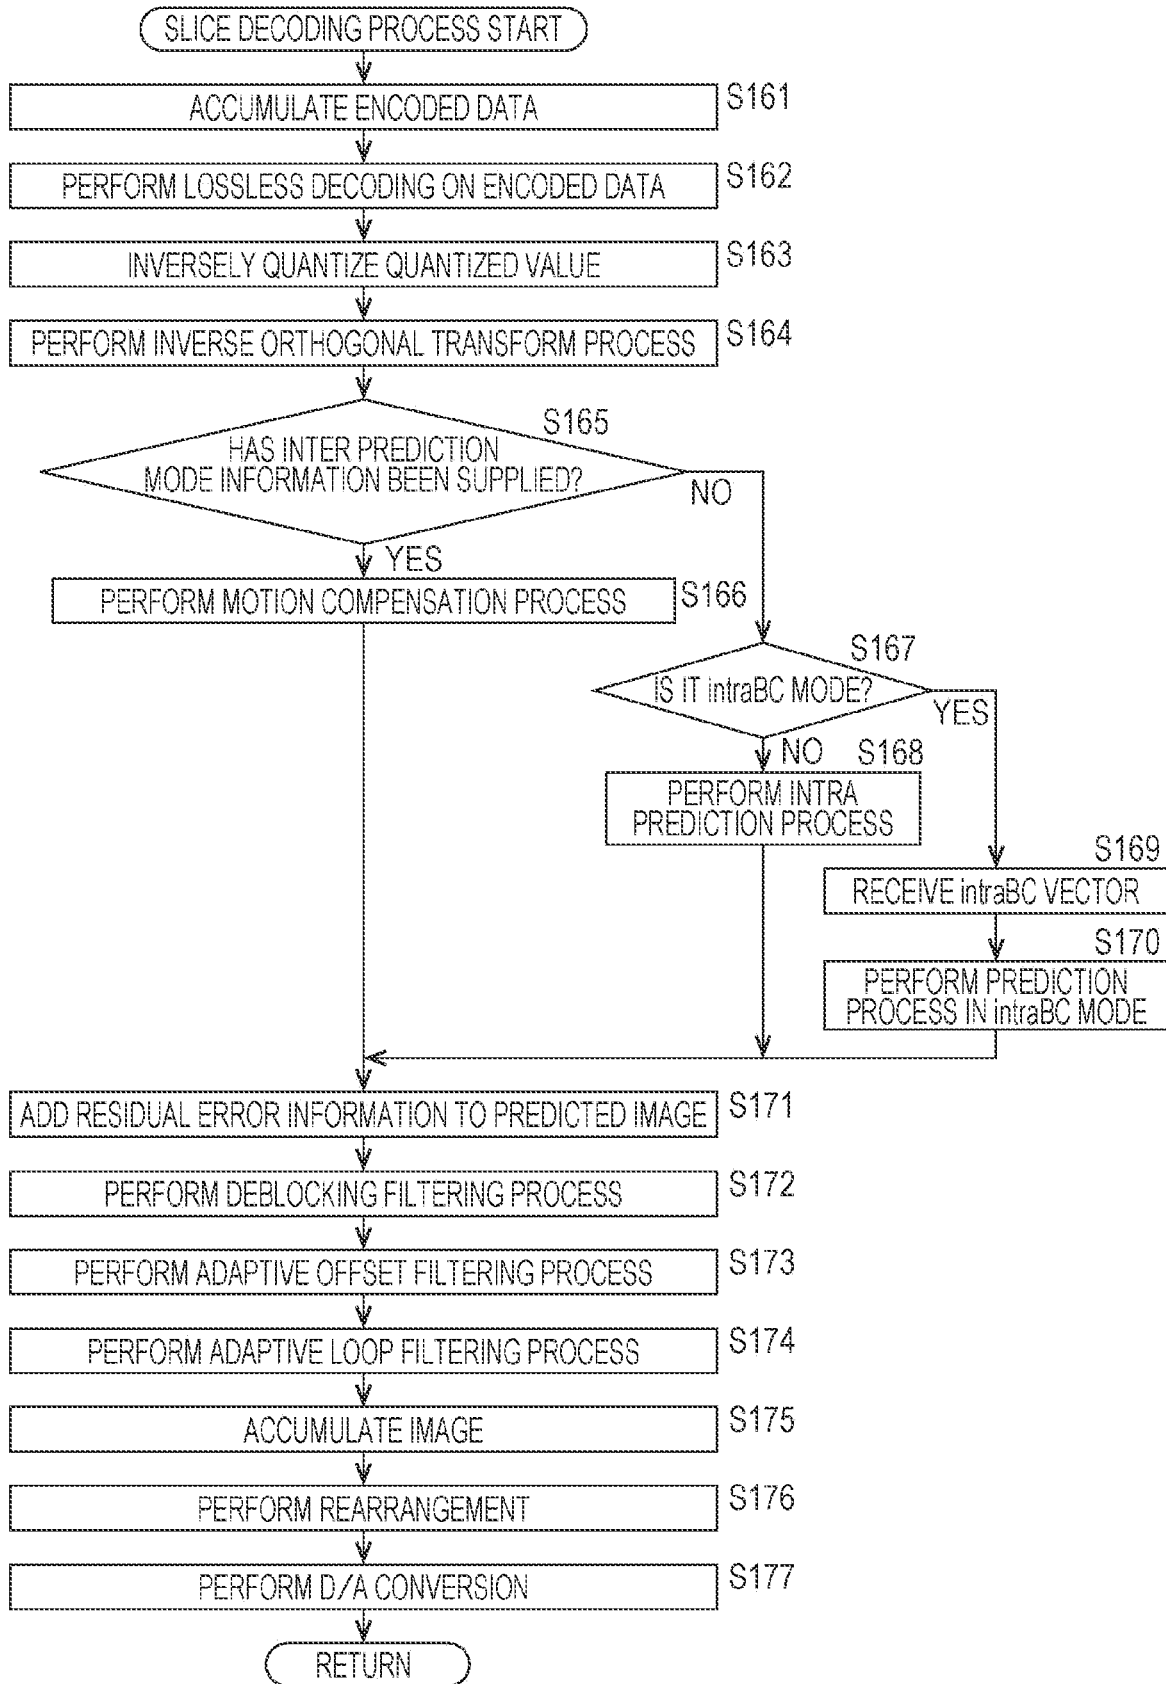 SLICE DECODING PROCESS START
ACCUMULATE ENCODED DATA
S161
PERFORM LOSSLESS DECODING ON ENCODED DATA
S162
INVERSELY QUANTIZE QUANTIZED VALUE
S163
PERFORM INVERSE ORTHOGONAL TRANSFORM PROCESS
S164
S165
HAS INTER PREDICTION
MODE INFORMATION BEEN SUPPLIED?
NO
YES
PERFORM MOTION COMPENSATION PROCESS
S166
S167
IS IT intraBC MODE?
YES
NO
S168
PERFORM INTRA
PREDICTION PROCESS
S169
RECEIVE intraBC VECTOR
S170
PERFORM PREDICTION
PROCESS IN intraBC MODE
ADD RESIDUAL ERROR INFORMATION TO PREDICTED IMAGE
S171
PERFORM DEBLOCKING FILTERING PROCESS
S172
PERFORM ADAPTIVE OFFSET FILTERING PROCESS
S173
PERFORM ADAPTIVE LOOP FILTERING PROCESS
S174
ACCUMULATE IMAGE
S175
PERFORM REARRANGEMENT
S176
PERFORM D/A CONVERSION
S177
RETURN